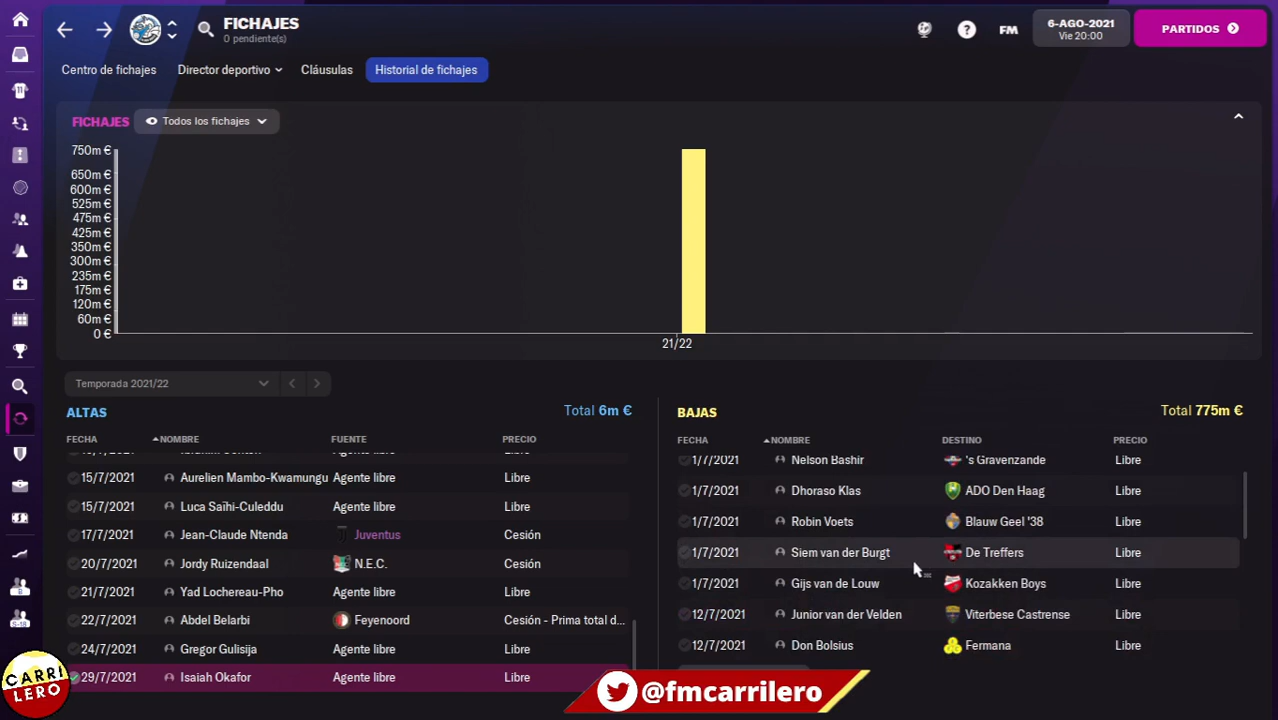 FICHAJES
0 pendiente(s)
FM
6-AGO-2021
Vie 20:00
PARTIDOS
Centro de fichajes
Director deportivo
Cláusulas
Historial de fichajes
FICHAJES
Todos los fichajes
750m €
650m €
600m €
525m €
475m €
425m €
350m €
300m €
235m €
175m €
120m €
60m €
0 €
21/22
Temporada 2021/22
ALTAS Total 6m €
FECHA NOMBRE FUENTE PRECIO
15/7/2021 Aurelien Mambo-Kwamungu Agente libre Libre
15/7/2021 Luca Saïhi-Culeddu Agente libre Libre
17/7/2021 Jean-Claude Ntenda Juventus Cesión
20/7/2021 Jordy Ruizendaal N.E.C. Cesión
21/7/2021 Yad Lochereau-Pho Agente libre Libre
22/7/2021 Abdel Belarbi Feyenoord Cesión - Prima total d...
24/7/2021 Gregor Gulisija Agente libre Libre
29/7/2021 Isaiah Okafor Agente libre Libre
BAJAS Total 775m €
FECHA NOMBRE DESTINO PRECIO
1/7/2021 Nelson Bashir 's Gravenzande Libre
1/7/2021 Dhoraso Klas ADO Den Haag Libre
1/7/2021 Robin Voets Blauw Geel '38 Libre
1/7/2021 Siem van der Burgt De Treffers Libre
1/7/2021 Gijs van de Louw Kozakken Boys Libre
12/7/2021 Junior van der Velden Viterbese Castrense Libre
12/7/2021 Don Bolsius Fermana Libre
CARRI
LERO
@fmcarrilero